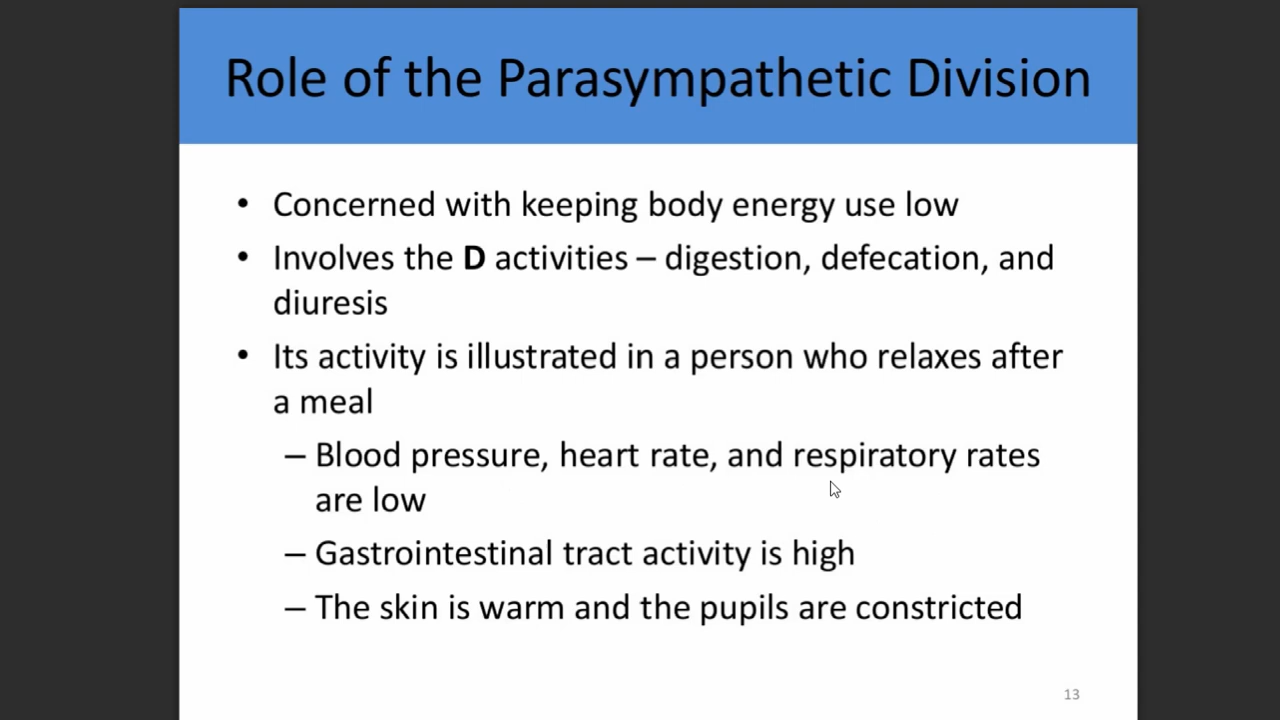 Role of the Parasympathetic Division
• Concerned with keeping body energy use low
• Involves the D activities – digestion, defecation, and
diuresis
• Its activity is illustrated in a person who relaxes after
a meal
– Blood pressure, heart rate, and respiratory rates
are low
– Gastrointestinal tract activity is high
– The skin is warm and the pupils are constricted
13